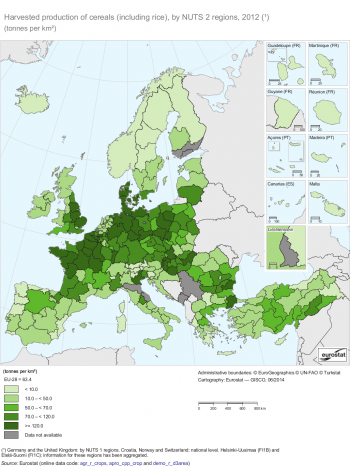 Harvested production of cereals (including rice), by NUTS 2 regions, 2012 (¹)
(tonnes per km²)
Guadeloupe (FR)
Martinique (FR)
Guyane (FR)
Réunion (FR)
Açores (PT)
Madeira (PT)
Canarias (ES)
Malta
eurostat
(tonnes per km²)
EU-28 = 63.4
< 10.0
10.0 – < 50.0
50.0 – < 70.0
70.0 – < 120.0
>= 120.0
Data not available
Administrative boundaries: © EuroGeographics © UN-FAO © Turkstat
Cartography: Eurostat — GISCO, 06/2014
0 200 400 600 800 km
(¹) Germany and the United Kingdom: by NUTS 1 regions. Croatia, Norway and Switzerland: national level. Helsinki-Uusimaa (FI1B) and
Etelä-Suomi (FI1C): information for these regions has been aggregated.
Source: Eurostat (online data code: agr_r_crops, apro_cpp_crop and demo_r_d3area)